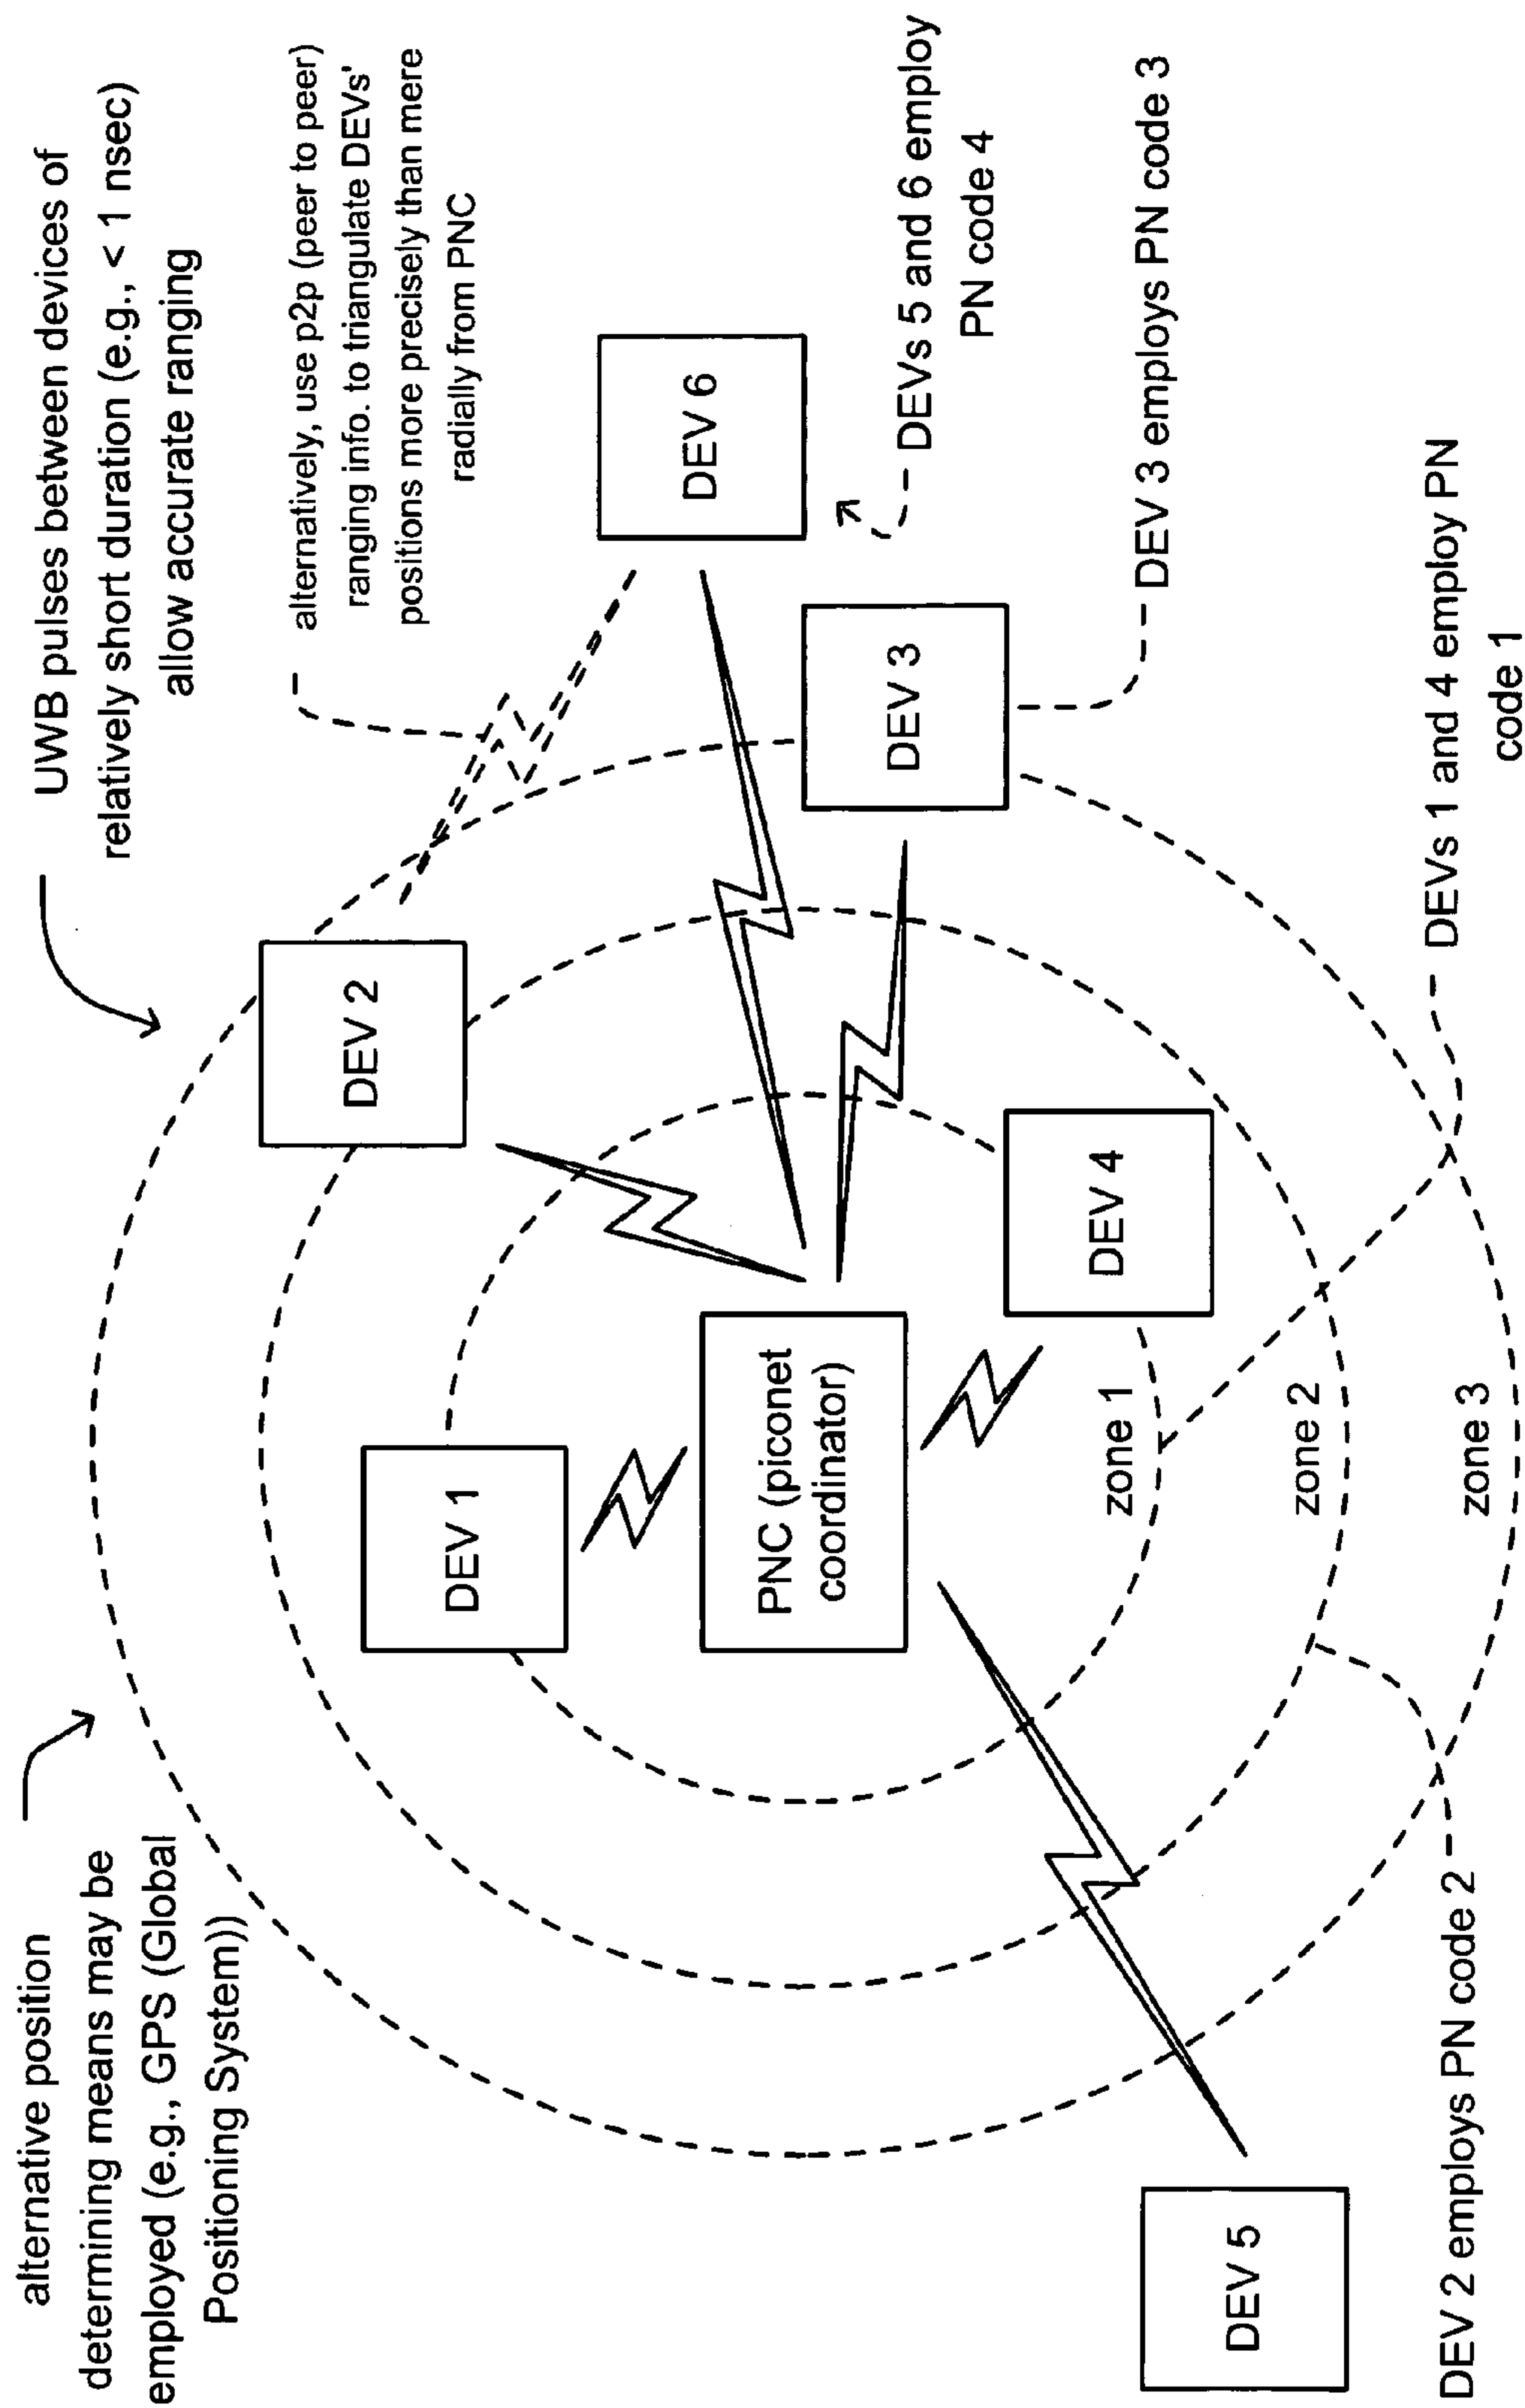 alternative position
determining means may be
employed (e.g., GPS (Global
Positioning System))
UWB pulses between devices of
relatively short duration (e.g., < 1 nsec)
allow accurate ranging
alternatively, use p2p (peer to peer)
ranging info. to triangulate DEVs'
positions more precisely than mere
radially from PNC
DEV 1
DEV 2
DEV 6
PNC (piconet
coordinator)
DEV 3
DEV 4
DEV 5
zone 1
zone 2
zone 3
DEVs 5 and 6 employ
PN code 4
DEV 3 employs PN code 3
DEV 2 employs PN code 2
DEVs 1 and 4 employ PN
code 1